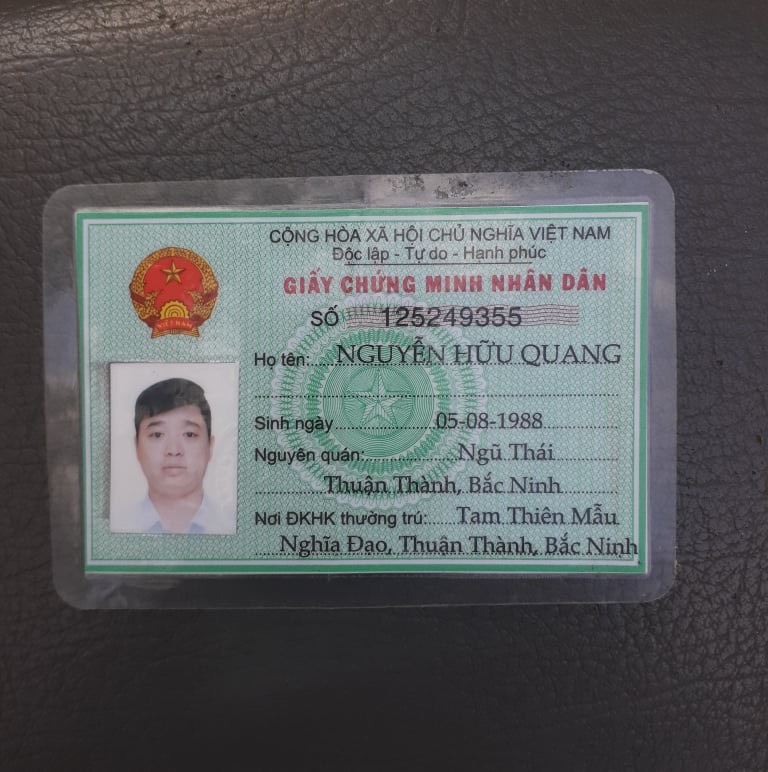 CỘNG HÒA XÃ HỘI CHỦ NGHĨA VIỆT NAM
Độc lập - Tự do - Hạnh phúc
GIẤY CHỨNG MINH NHÂN DÂN
SỐ 125249355
Họ tên: NGUYỄN HỮU QUANG
Sinh ngày 05-08-1988
Nguyên quán: Ngũ Thái
Thuận Thành, Bắc Ninh
Nơi ĐKHK thường trú: Tam Thiên Mẫu
Nghĩa Đạo, Thuận Thành, Bắc Ninh
VIỆT NAM